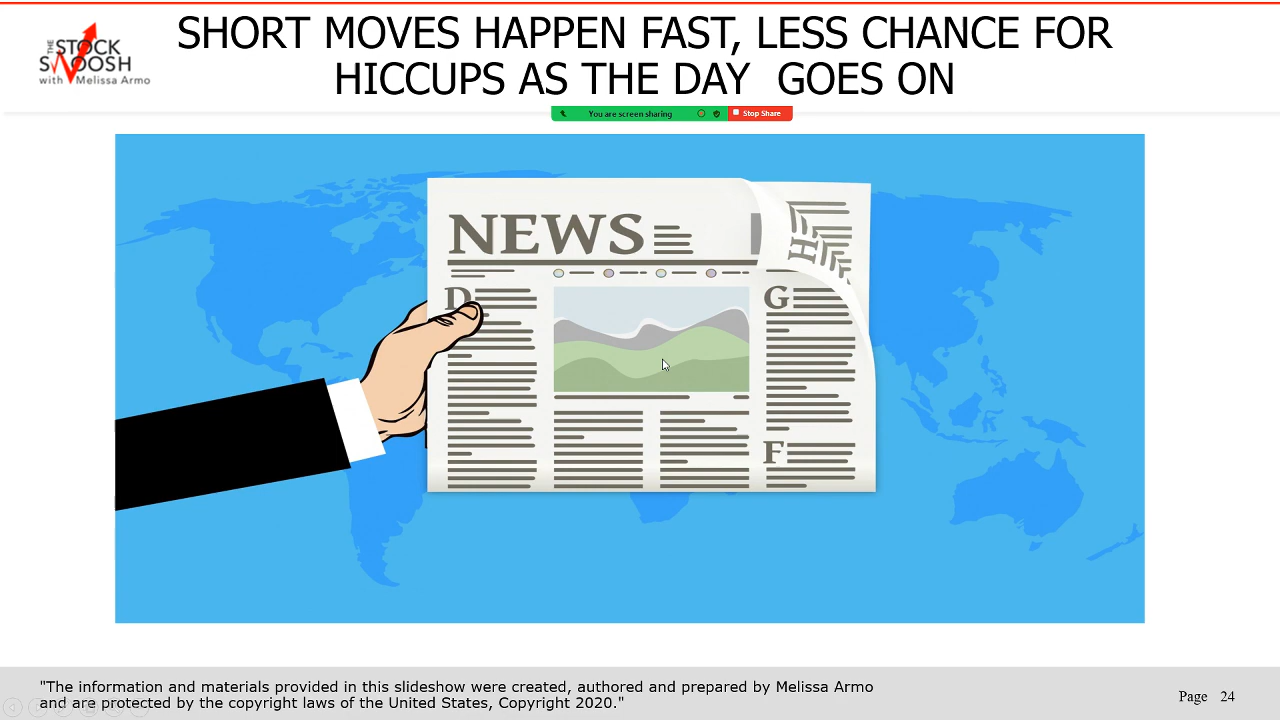 THE
STOCK
SWOOSH
with Melissa Armo
SHORT MOVES HAPPEN FAST, LESS CHANCE FOR
HICCUPS AS THE DAY  GOES ON
You are screen sharing
Stop Share
NEWS
H
D
G
F
"The information and materials provided in this slideshow were created, authored and prepared by Melissa Armo
and are protected by the copyright laws of the United States, Copyright 2020."
Page 24